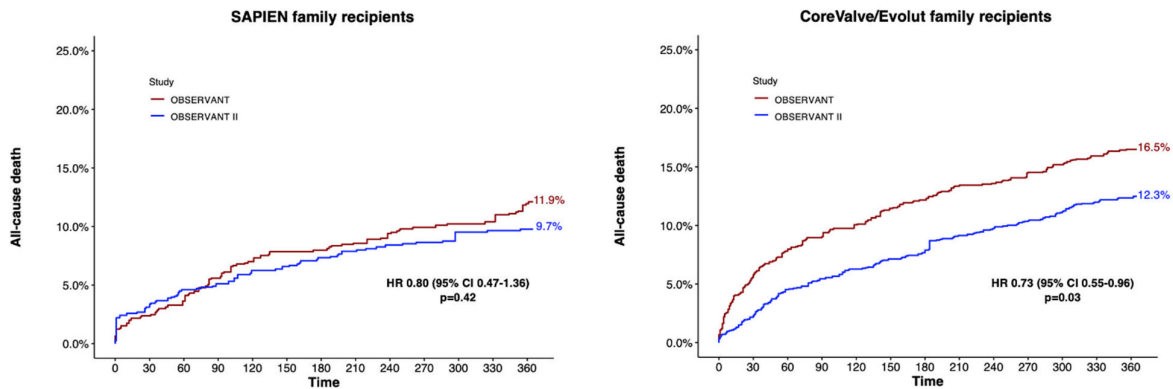 SAPIEN family recipients
25.0%
20.0%
15.0%
10.0%
5.0%
0.0%
All-cause death
Study
OBSERVANT
OBSERVANT II
11.9%
9.7%
HR 0.80 (95% CI 0.47-1.36)
p=0.42
0 30 60 90 120 150 180 210 240 270 300 330 360
Time
CoreValve/Evolut family recipients
25.0%
20.0%
15.0%
10.0%
5.0%
0.0%
All-cause death
Study
OBSERVANT
OBSERVANT II
16.5%
12.3%
HR 0.73 (95% CI 0.55-0.96)
p=0.03
0 30 60 90 120 150 180 210 240 270 300 330 360
Time